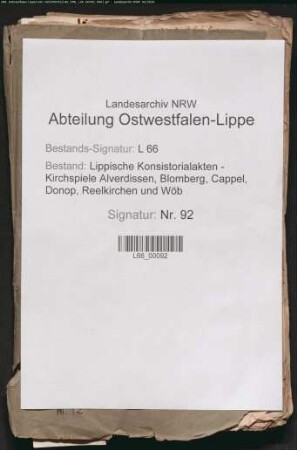 Landesarchiv NRW
Abteilung Ostwestfalen-Lippe
Bestands-Signatur: L 66
Bestand: Lippische Konsistorialakten -
Kirchspiele Alverdissen, Blomberg, Cappel,
Donop, Reelkirchen und Wöb
Signatur: Nr. 92
L66_00092